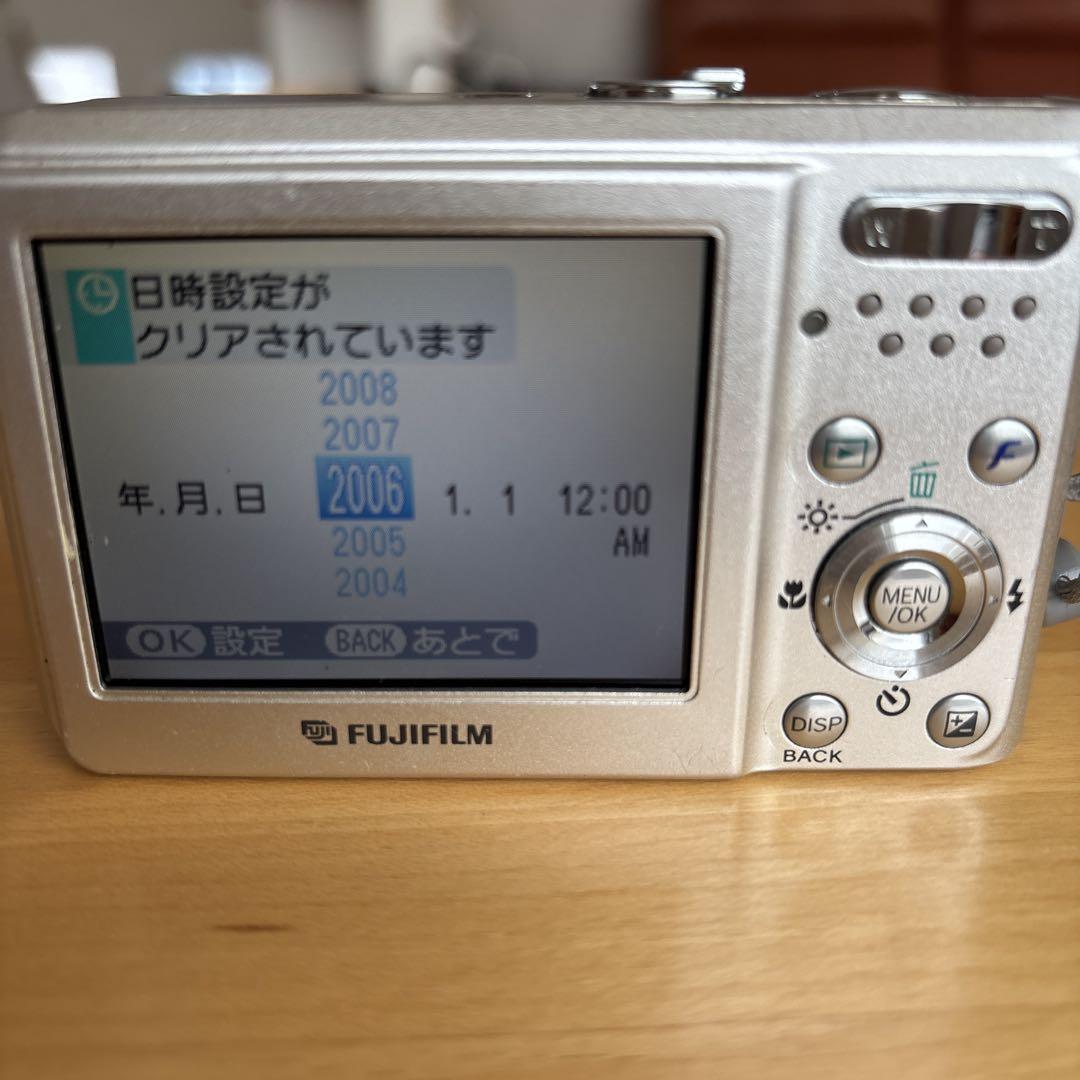 日時設定が
クリアされています
2008
2007
年.月.日 2006 1. 1 12:00
2005 AM
2004
OK 設定 BACK あとで
FUJI FUJIFILM
W T
F
MENU
/OK
DISP
BACK